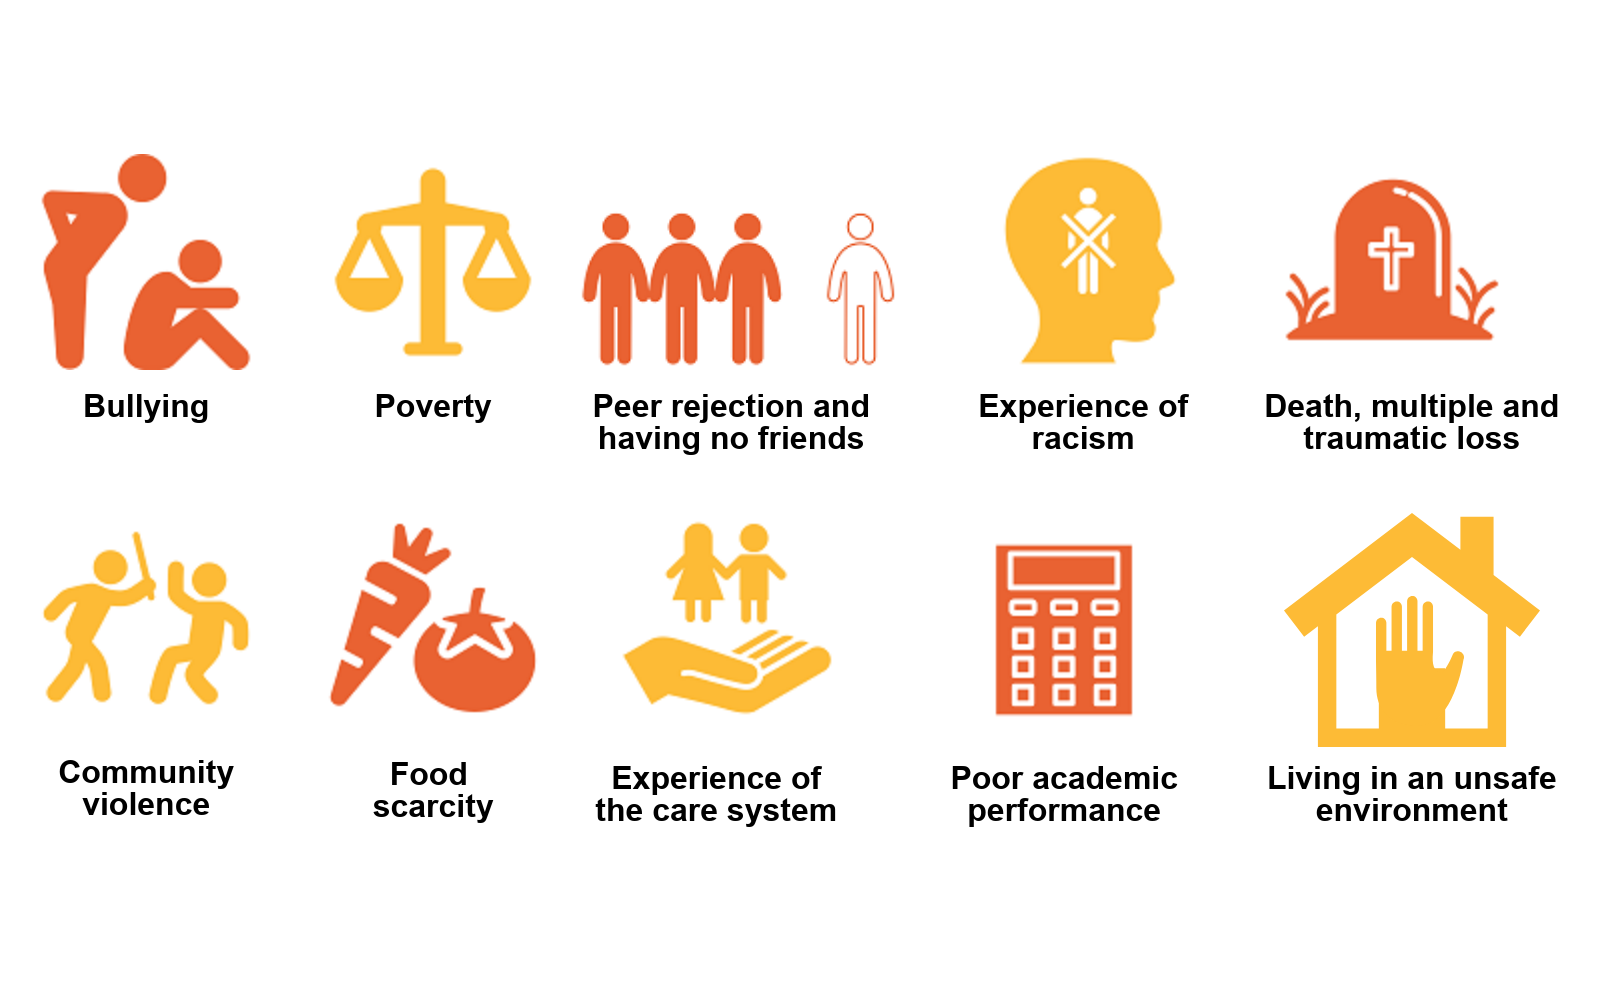 Bullying
Poverty
Peer rejection and
having no friends
Experience of
racism
Death, multiple and
traumatic loss
Community
violence
Food
scarcity
Experience of
the care system
Poor academic
performance
Living in an unsafe
environment